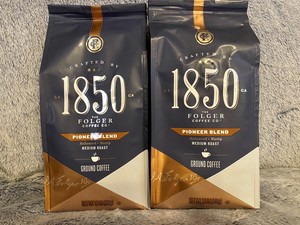 CRAFTED BY
1850
THE
FOLGER
COFFEE CO
PIONEER BLEND
MEDIUM ROAST
GROUND COFFEE
CRAFTED BY
1850
CA
THE
FOLGER
COFFEE CO
PIONEER BLEND
MEDIUM ROAST
GROUND COFFEE